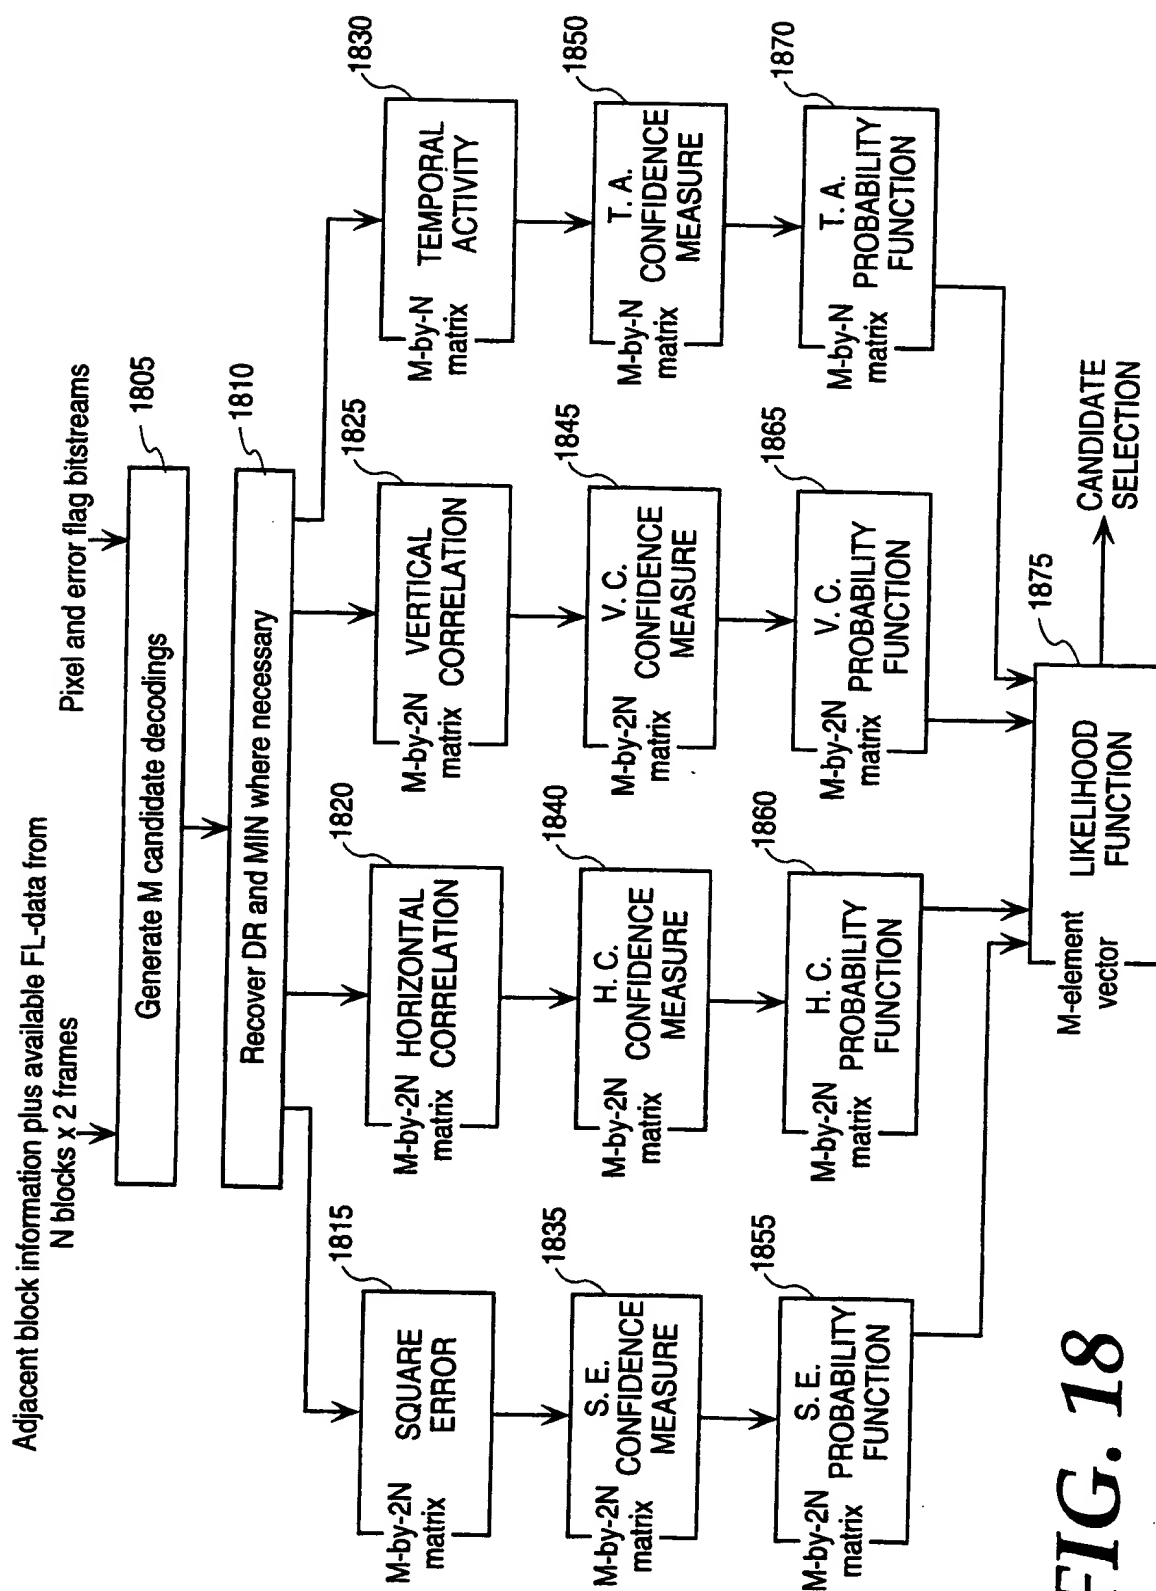 Adjacent block information plus available FL-data from
N blocks x 2 frames
Pixel and error flag bitstreams
Generate M candidate decodings
1805
Recover DR and MIN where necessary
1810
1815
M-by-2N
matrix
SQUARE
ERROR
1820
M-by-2N
matrix
HORIZONTAL
CORRELATION
1825
M-by-2N
matrix
VERTICAL
CORRELATION
1830
M-by-N
matrix
TEMPORAL
ACTIVITY
1835
M-by-2N
matrix
S. E.
CONFIDENCE
MEASURE
1840
M-by-2N
matrix
H. C.
CONFIDENCE
MEASURE
1845
M-by-2N
matrix
V. C.
CONFIDENCE
MEASURE
1850
M-by-N
matrix
T. A.
CONFIDENCE
MEASURE
1855
M-by-2N
matrix
S. E.
PROBABILITY
FUNCTION
1860
M-by-2N
matrix
H. C.
PROBABILITY
FUNCTION
1865
M-by-2N
matrix
V. C.
PROBABILITY
FUNCTION
1870
M-by-N
matrix
T. A.
PROBABILITY
FUNCTION
M-element
vector
LIKELIHOOD
FUNCTION
1875
CANDIDATE
SELECTION
FIG. 18